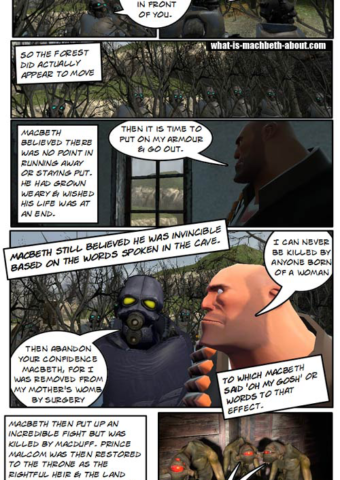 IN FRONT
OF YOU.
what-is-machbeth-about.com
SO THE FOREST
DID ACTUALLY
APPEAR TO MOVE
MACBETH
BELIEVED THERE
WAS NO POINT IN
RUNNING AWAY
OR STAYING PUT.
HE HAD GROWN
WEARY & WISHED
HIS LIFE WAS AT
AN END.
THEN IT IS TIME TO
PUT ON MY ARMOUR
& GO OUT.
MACBETH STILL BELIEVED HE WAS INVINCIBLE
BASED ON THE WORDS SPOKEN IN THE CAVE.
I CAN NEVER
BE KILLED BY
ANYONE BORN
OF A WOMAN
THEN ABANDON
YOUR CONFIDENCE
MACBETH, FOR I
WAS REMOVED FROM
MY MOTHER'S WOMB
BY SURGERY
TO WHICH MACBETH
SAID 'OH MY GOSH' OR
WORDS TO THAT
EFFECT.
MACBETH THEN PUT UP AN
INCREDIBLE FIGHT BUT WAS
KILLED BY MACDUFF. PRINCE
MALCOM WAS THEN RESTORED
TO THE THRONE AS THE
RIGHTFUL HEIR & THE LAND